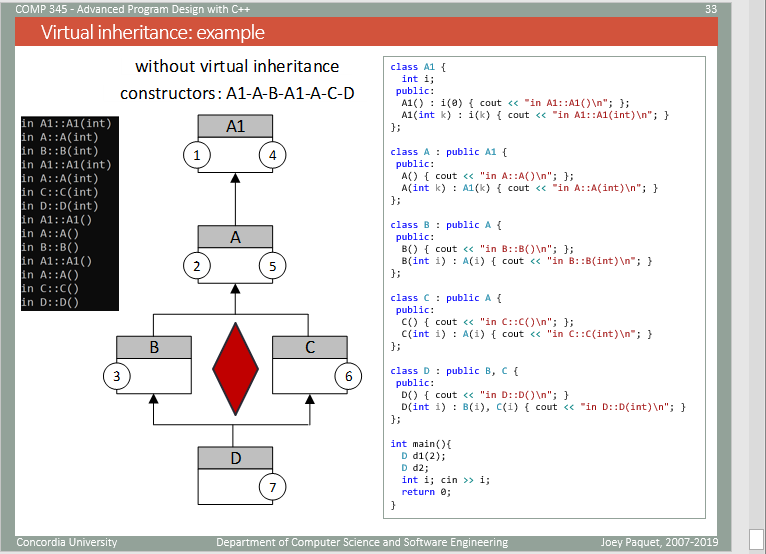 COMP 345 - Advanced Program Design with C++
33
Virtual inheritance: example
without virtual inheritance
constructors: A1-A-B-A1-A-C-D
in A1::A1(int)
in A::A(int)
in B::B(int)
in A1::A1(int)
in A::A(int)
in C::C(int)
in D::D(int)
in A1::A1()
in A::A()
in B::B()
in A1::A1()
in A::A()
in C::C()
in D::D()
A1
1
4
A
2
5
B
C
3
6
D
7
class A1 {
int i;
public:
A1() : i(0) { cout << "in A1::A1()\n"; };
A1(int k) : i(k) { cout << "in A1::A1(int)\n"; }
};
class A : public A1 {
public:
A() { cout << "in A::A()\n"; };
A(int k) : A1(k) { cout << "in A::A(int)\n"; }
};
class B : public A {
public:
B() { cout << "in B::B()\n"; };
B(int i) : A(i) { cout << "in B::B(int)\n"; }
};
class C : public A {
public:
C() { cout << "in C::C()\n"; };
C(int i) : A(i) { cout << "in C::C(int)\n"; }
};
class D : public B, C {
public:
D() { cout << "in D::D()\n"; }
D(int i) : B(i), C(i) { cout << "in D::D(int)\n"; }
};
int main(){
D d1(2);
D d2;
int i; cin >> i;
return 0;
}
Concordia University
Department of Computer Science and Software Engineering
Joey Paquet, 2007-2019